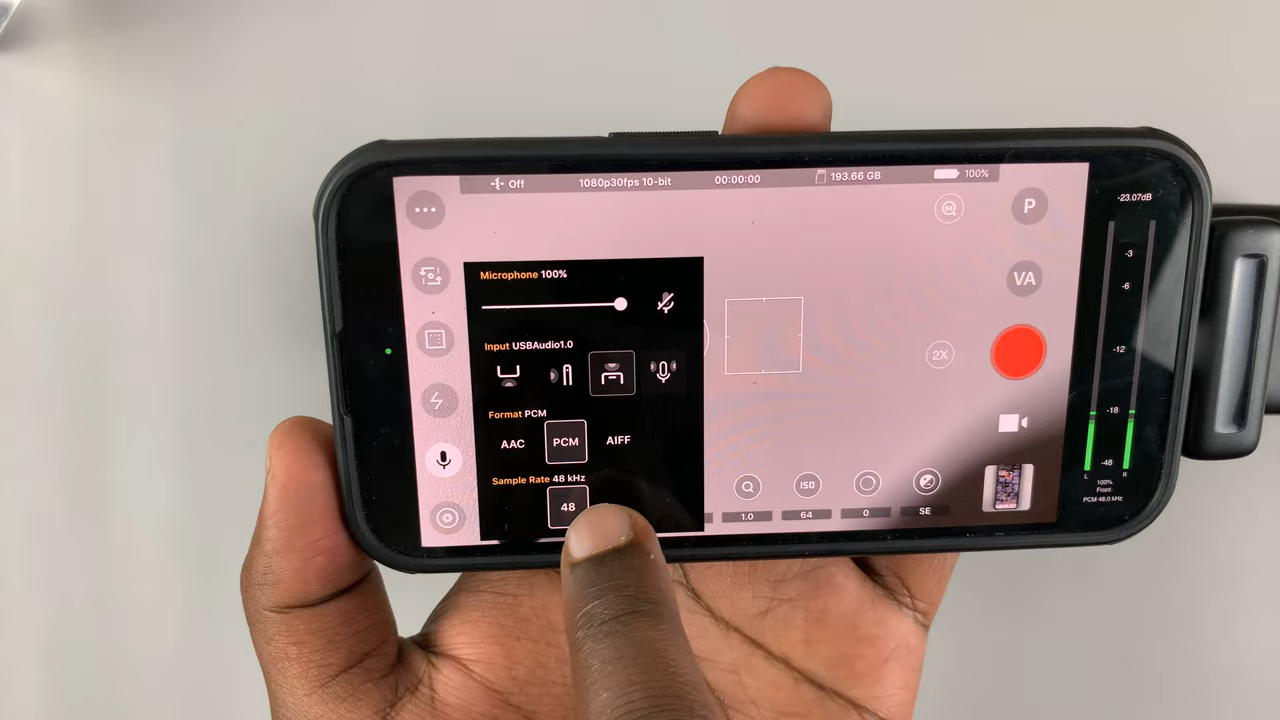 Off 1080p30fps 10-bit 00:00:00 193.66 GB 100%
P
VA
2X
Microphone 100%
Input USBAudio1.0
Format PCM
AAC PCM AIFF
Sample Rate 48 kHz
48
1.0 ISO 64 0 SE
-23.07dB
-3
-6
-12
-18
-48
L R
100%
Front
PCM 48.0 kHz